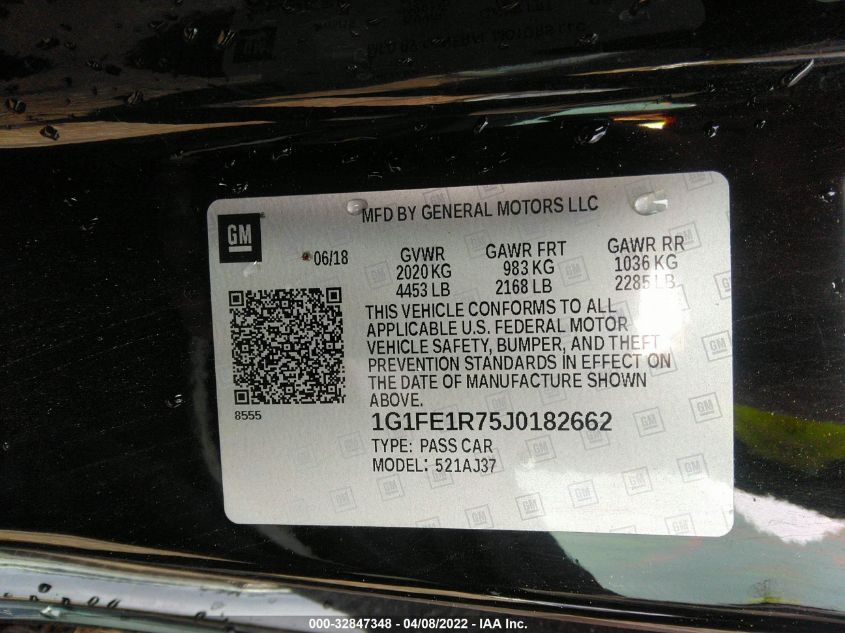 MFD BY GENERAL MOTORS LLC
GM
06/18
GVWR GAWR FRT GAWR RR
2020 KG 983 KG 1036 KG
4453 LB 2168 LB 2285 LB
THIS VEHICLE CONFORMS TO ALL
APPLICABLE U.S. FEDERAL MOTOR
VEHICLE SAFETY, BUMPER, AND THEFT
PREVENTION STANDARDS IN EFFECT ON
THE DATE OF MANUFACTURE SHOWN
ABOVE.
8555
1G1FE1R75J0182662
TYPE: PASS CAR
MODEL: 521AJ37
000-32847348 - 04/08/2022 - IAA Inc.